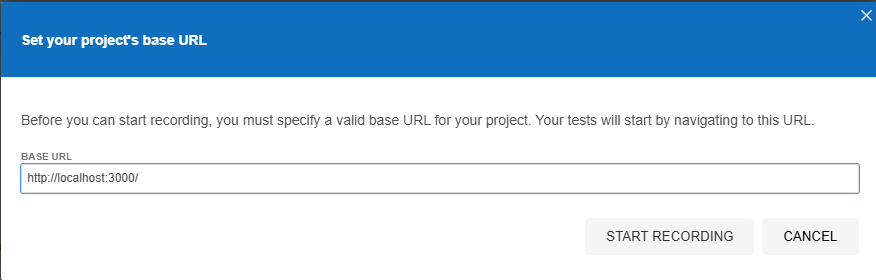 Set your project's base URL
Before you can start recording, you must specify a valid base URL for your project. Your tests will start by navigating to this URL.
BASE URL
http://localhost:3000/
START RECORDING CANCEL